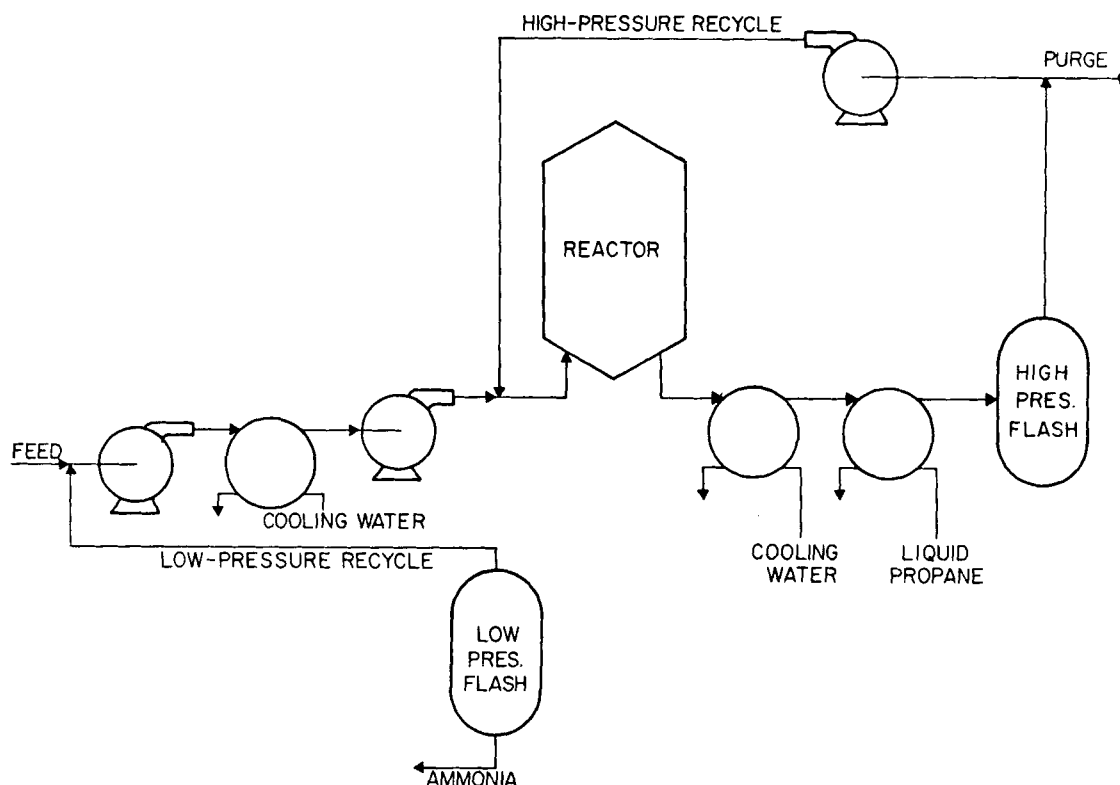 HIGH-PRESSURE RECYCLE
PURGE
REACTOR
HIGH
PRES.
FLASH
FEED
COOLING WATER
LOW-PRESSURE RECYCLE
COOLING
WATER
LIQUID
PROPANE
LOW
PRES.
FLASH
AMMONIA